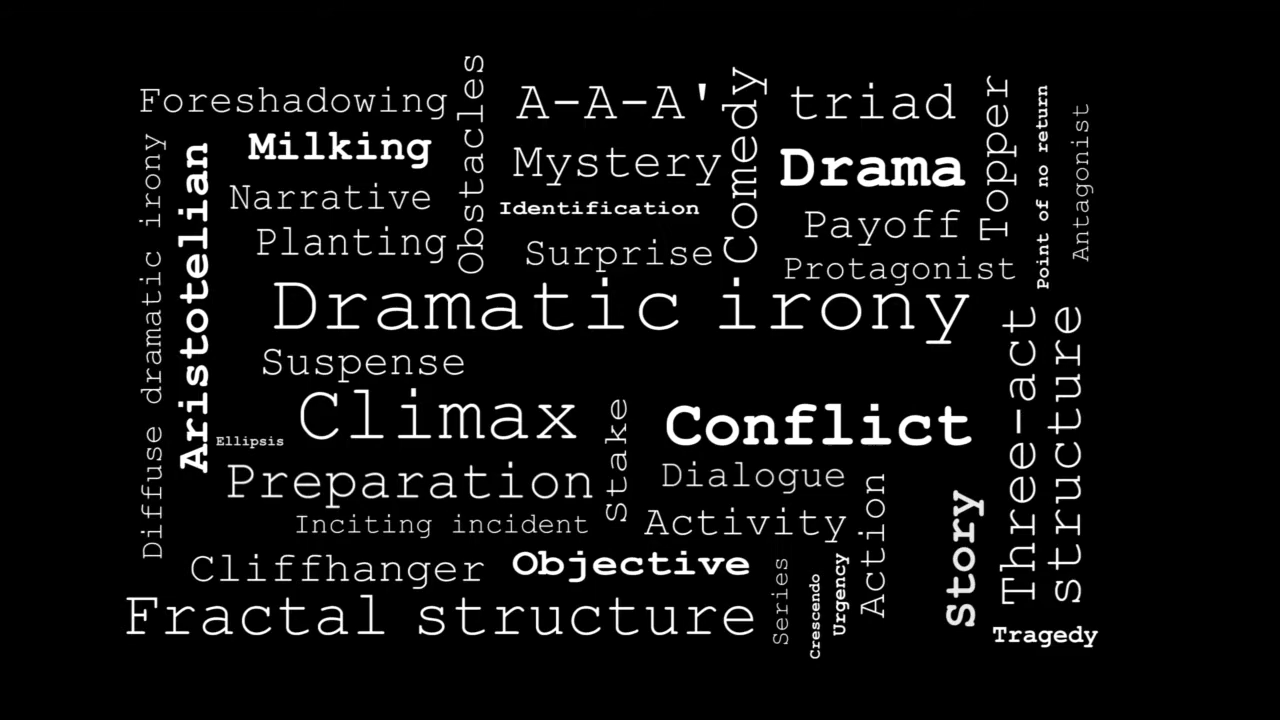 Foreshadowing
Obstacles
A-A-A'
Comedy
triad
Topper
Point of no return
Antagonist
Diffuse dramatic irony
Aristotelian
Milking
Mystery
Drama
Narrative
Identification
Payoff
Planting
Surprise
Protagonist
Dramatic irony
Suspense
Climax
Stake
Conflict
Three-act
structure
Ellipsis
Preparation
Dialogue
Inciting incident
Activity
Action
Story
Cliffhanger
Objective
Series
Crescendo
Urgency
Fractal structure
Tragedy